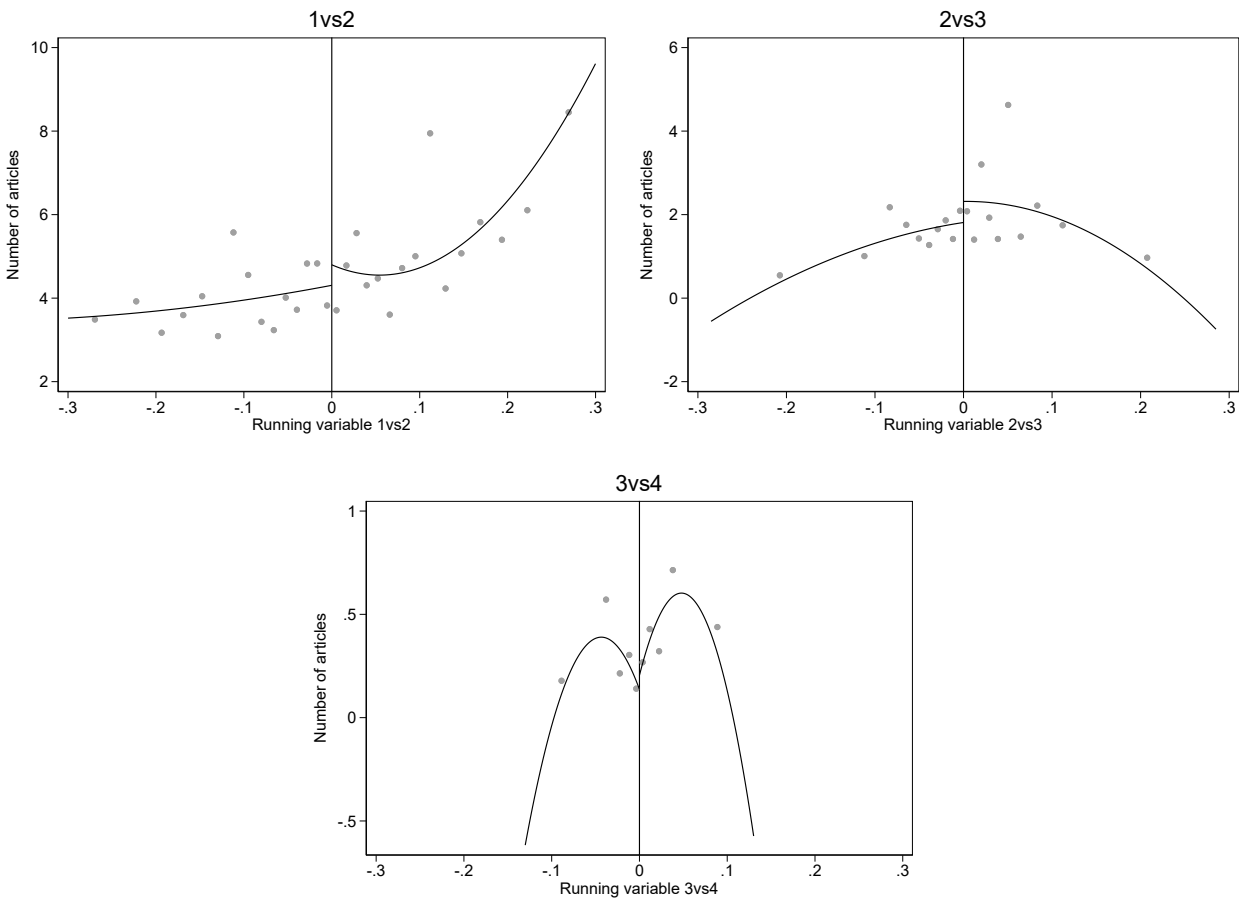 1vs2
10
8
6
4
2
Number of articles
-.3 -.2 -.1 0 .1 .2 .3
Running variable 1vs2
2vs3
6
4
2
0
-2
Number of articles
-.3 -.2 -.1 0 .1 .2 .3
Running variable 2vs3
3vs4
1
.5
0
-.5
Number of articles
-.3 -.2 -.1 0 .1 .2 .3
Running variable 3vs4